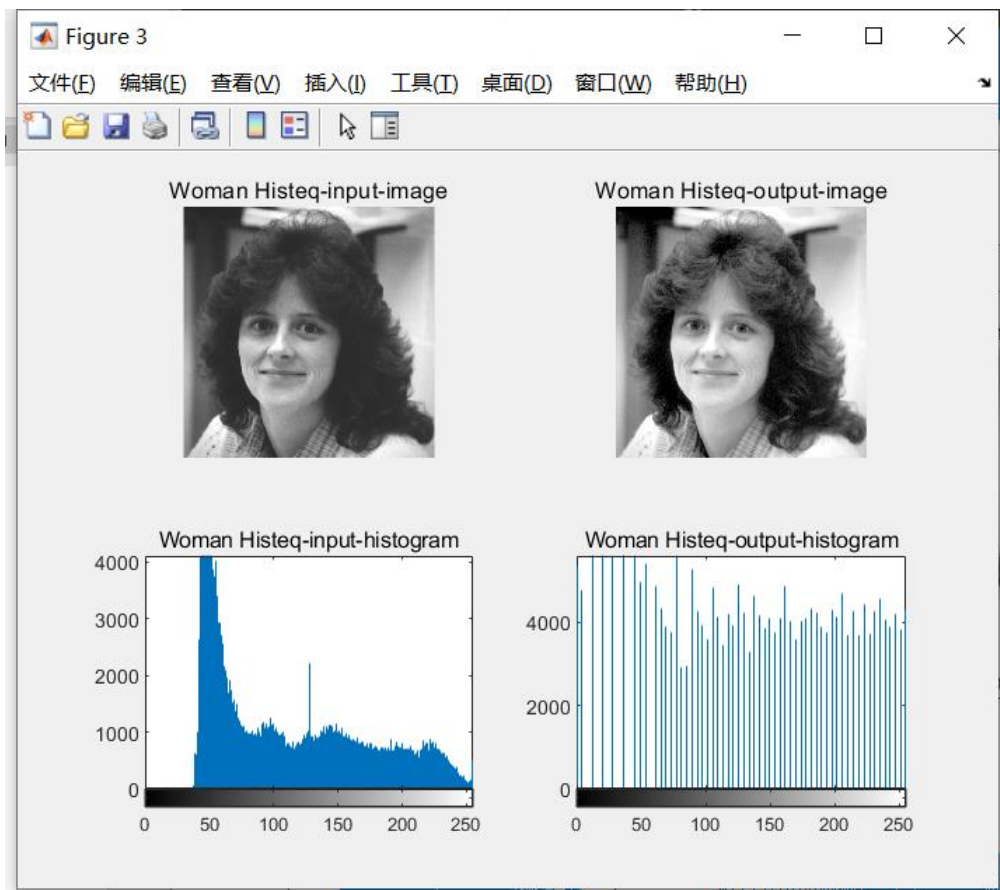 Figure 3
文件(F) 编辑(E) 查看(V) 插入(I) 工具(T) 桌面(D) 窗口(W) 帮助(H)
Woman Histeq-input-image Woman Histeq-output-image
Woman Histeq-input-histogram Woman Histeq-output-histogram
4000
3000
2000
1000
0
0 50 100 150 200 250
4000
2000
0
0 50 100 150 200 250